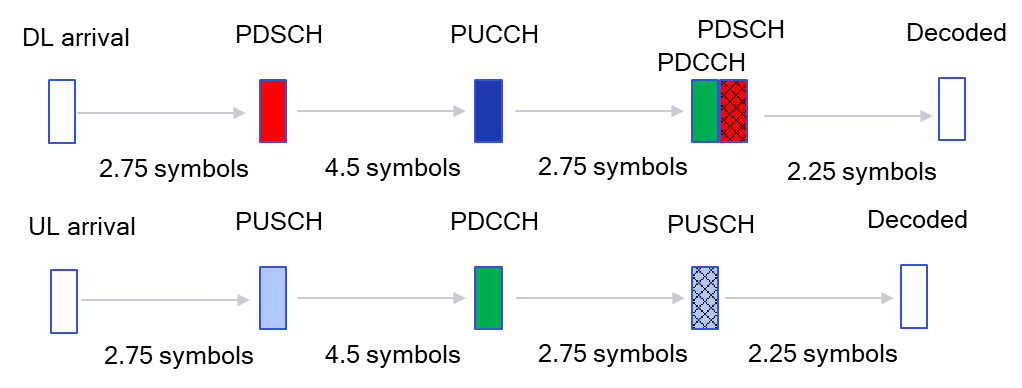 DL arrival
PDSCH
PUCCH
PDSCH
PDCCH
Decoded
2.75 symbols
4.5 symbols
2.75 symbols
2.25 symbols
UL arrival
PUSCH
PDCCH
PUSCH
Decoded
2.75 symbols
4.5 symbols
2.75 symbols
2.25 symbols